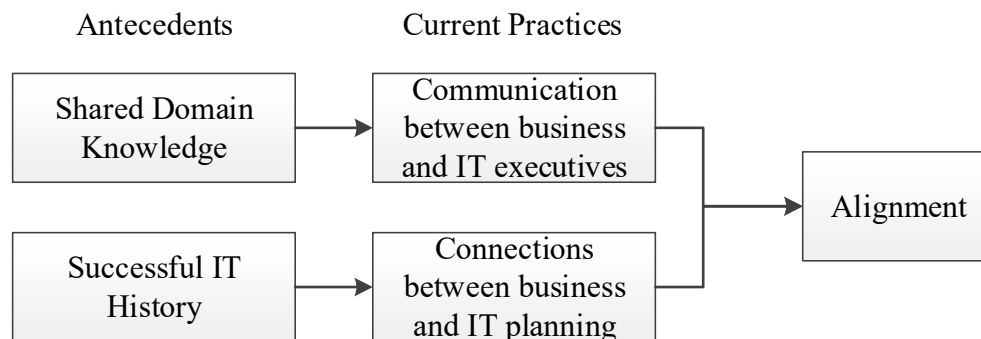 Antecedents
Current Practices
Shared Domain
Knowledge
Communication
between business
and IT executives
Alignment
Successful IT
History
Connections
between business
and IT planning